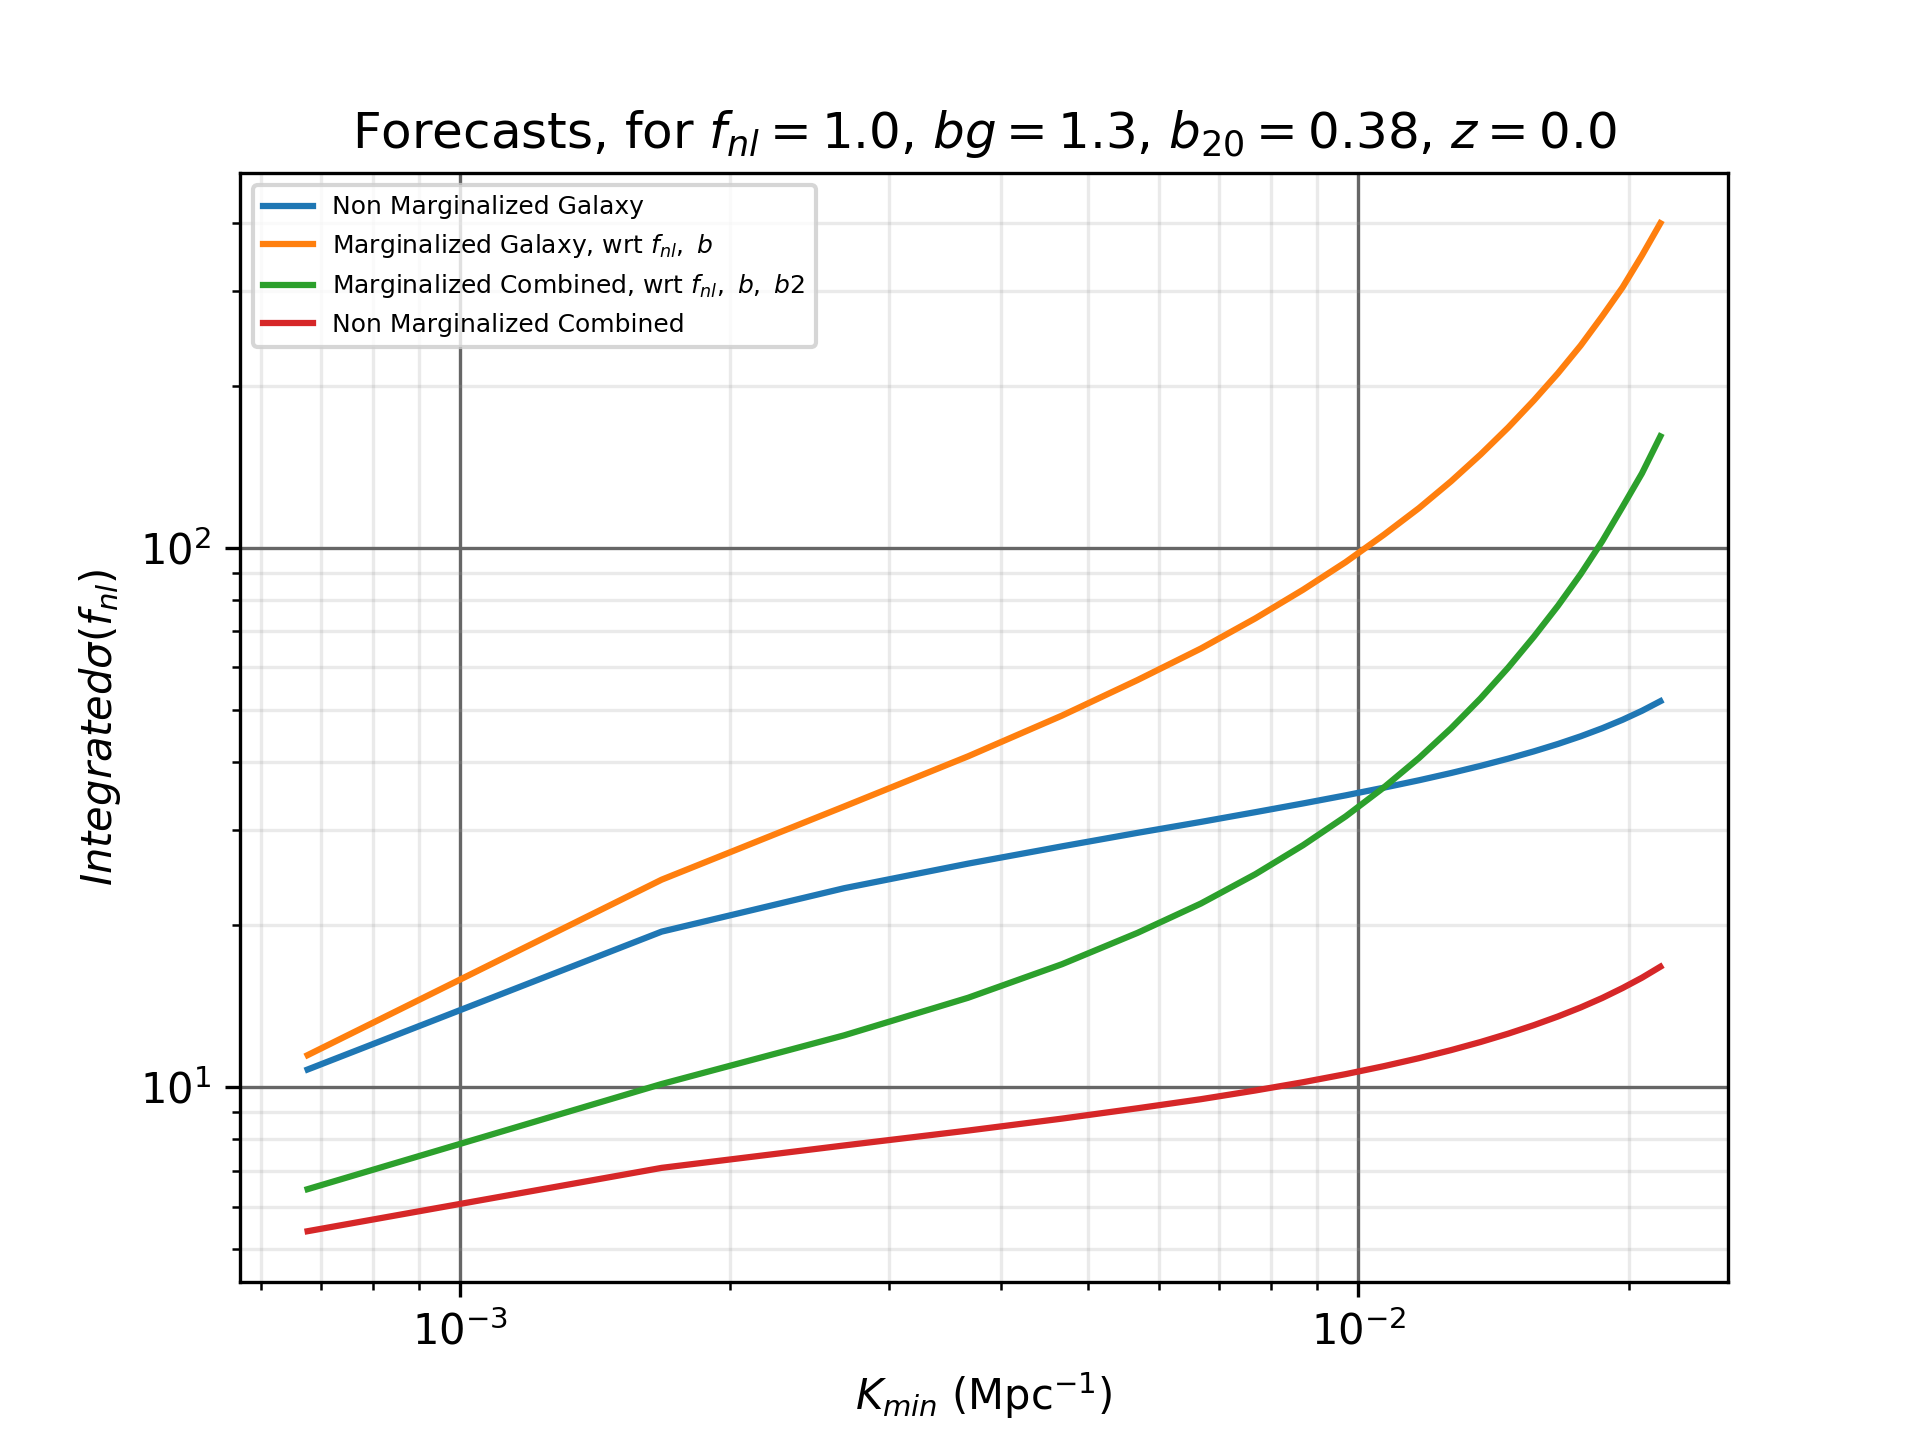 Forecasts, for f_{nl} = 1.0, bg = 1.3, b_{20} = 0.38, z = 0.0
Non Marginalized Galaxy
Marginalized Galaxy, wrt f_{nl}, b
Marginalized Combined, wrt f_{nl}, b, b2
Non Marginalized Combined
Integratedσ(f_{nl})
10^2
10^1
10^{-3}
10^{-2}
K_{min} (Mpc^{-1})